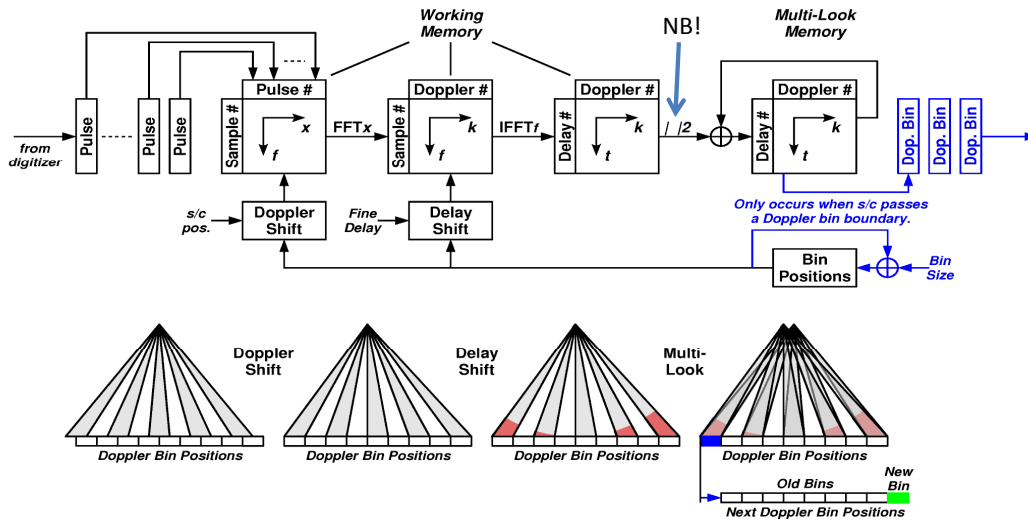 Working
Memory
NB!
Multi-Look
Memory
Pulse #
Doppler #
Doppler #
Doppler #
Pulse
Pulse
Pulse
Sample #
x
f
FFTx
Sample #
k
f
IFFTf
Delay #
k
t
| |2
Delay #
k
t
Dop. Bin
Dop. Bin
Dop. Bin
from
digitizer
s/c
pos.
Doppler
Shift
Fine
Delay
Delay
Shift
Only occurs when s/c passes
a Doppler bin boundary.
Bin
Positions
Bin
Size
Doppler
Shift
Delay
Shift
Multi-
Look
Doppler Bin Positions
Doppler Bin Positions
Doppler Bin Positions
Doppler Bin Positions
Old Bins
New
Bin
Next Doppler Bin Positions